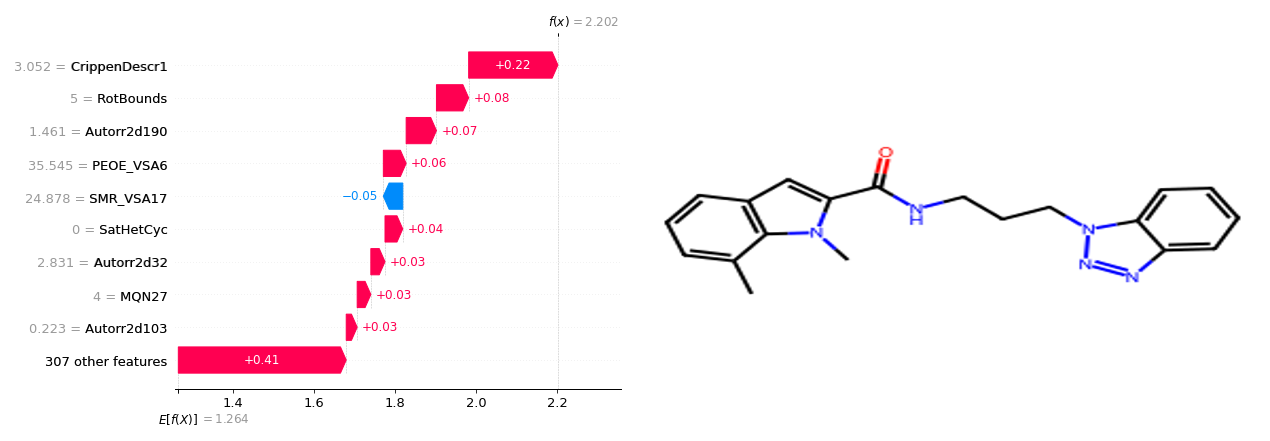 f(x) = 2.202
3.052 = CrippenDescr1 +0.22
5 = RotBounds +0.08
1.461 = Autorr2d190 +0.07
35.545 = PEOE_VSA6 +0.06
24.878 = SMR_VSA17 −0.05
0 = SatHetCyc +0.04
2.831 = Autorr2d32 +0.03
4 = MQN27 +0.03
0.223 = Autorr2d103 +0.03
307 other features +0.41
1.4 1.6 1.8 2.0 2.2
E[f(X)] = 1.264
O
N
H
N
N
N
N